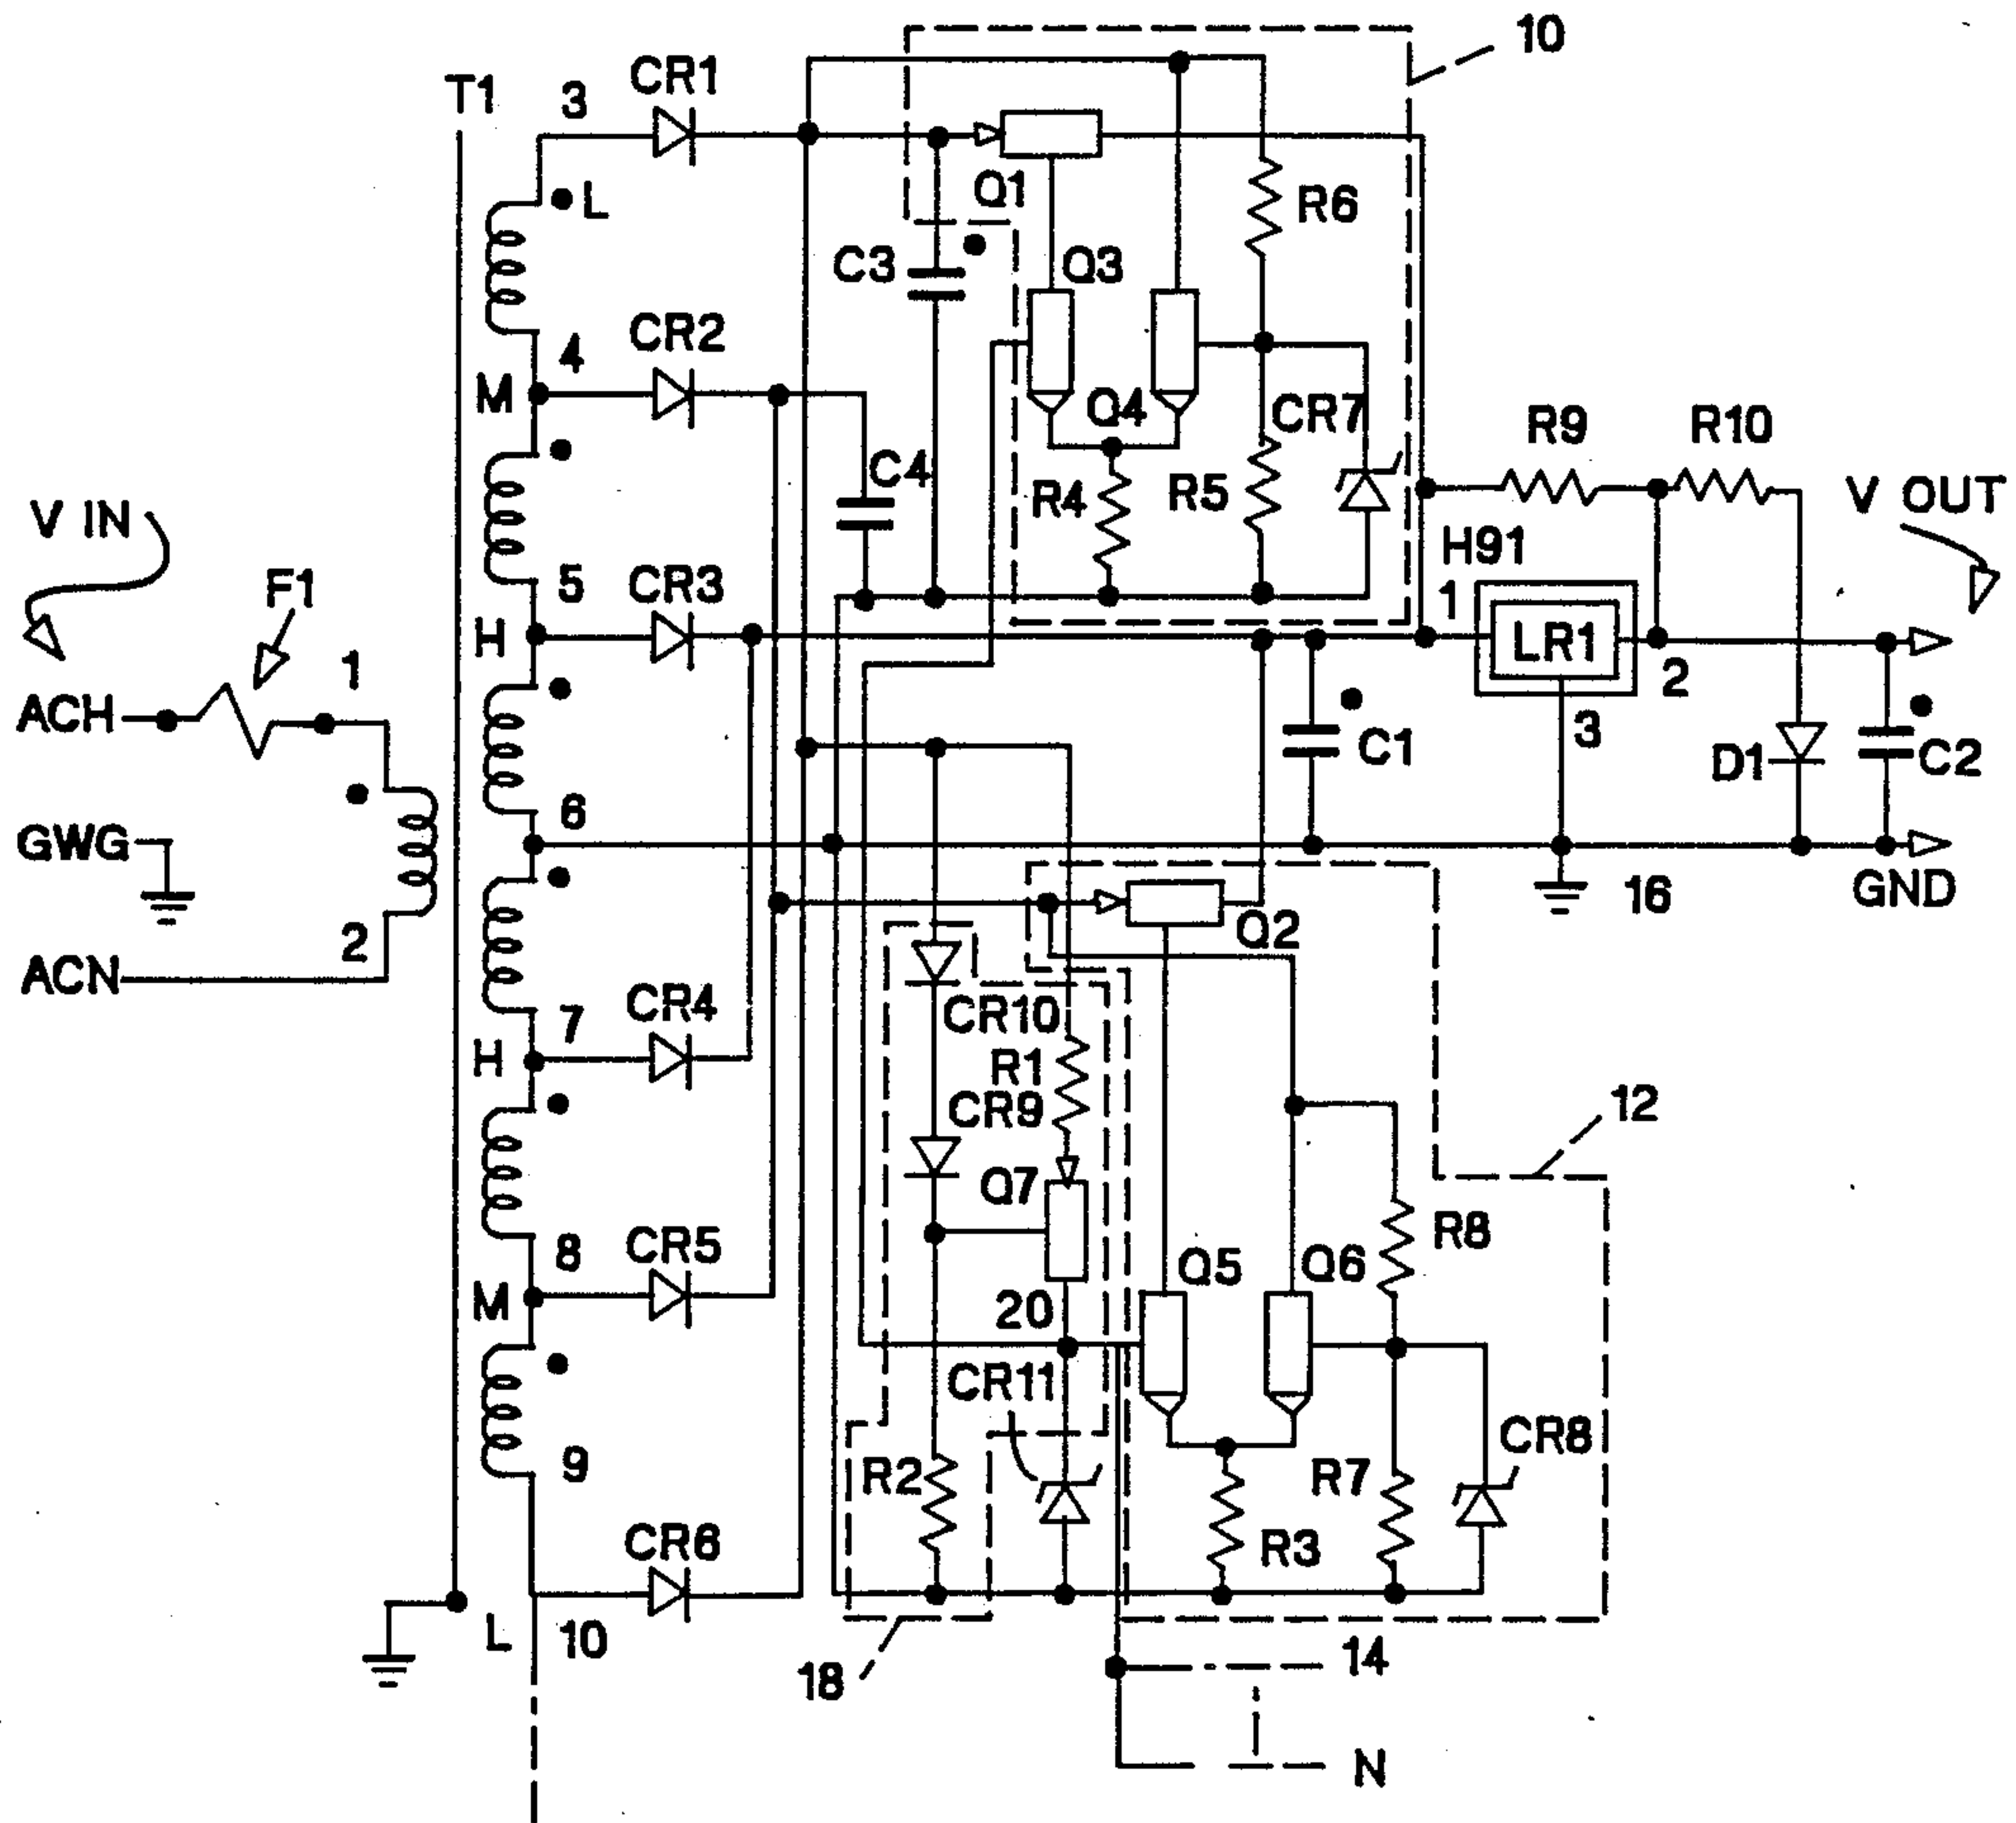 10
T1
3
CR1
L
Q1
R6
C3
Q3
4
CR2
M
Q4
CR7
R9
R10
C4
R4
R5
V OUT
V IN
H91
F1
5
CR3
1
LR1
H
2
1
ACH
3
C1
D1
C2
6
GWG
16
GND
Q2
2
ACN
CR4
CR10
7
R1
H
CR9
12
Q7
R8
8
CR5
Q5
Q6
M
20
CR11
CR8
9
R2
R7
CR6
R3
L
10
18
14
N